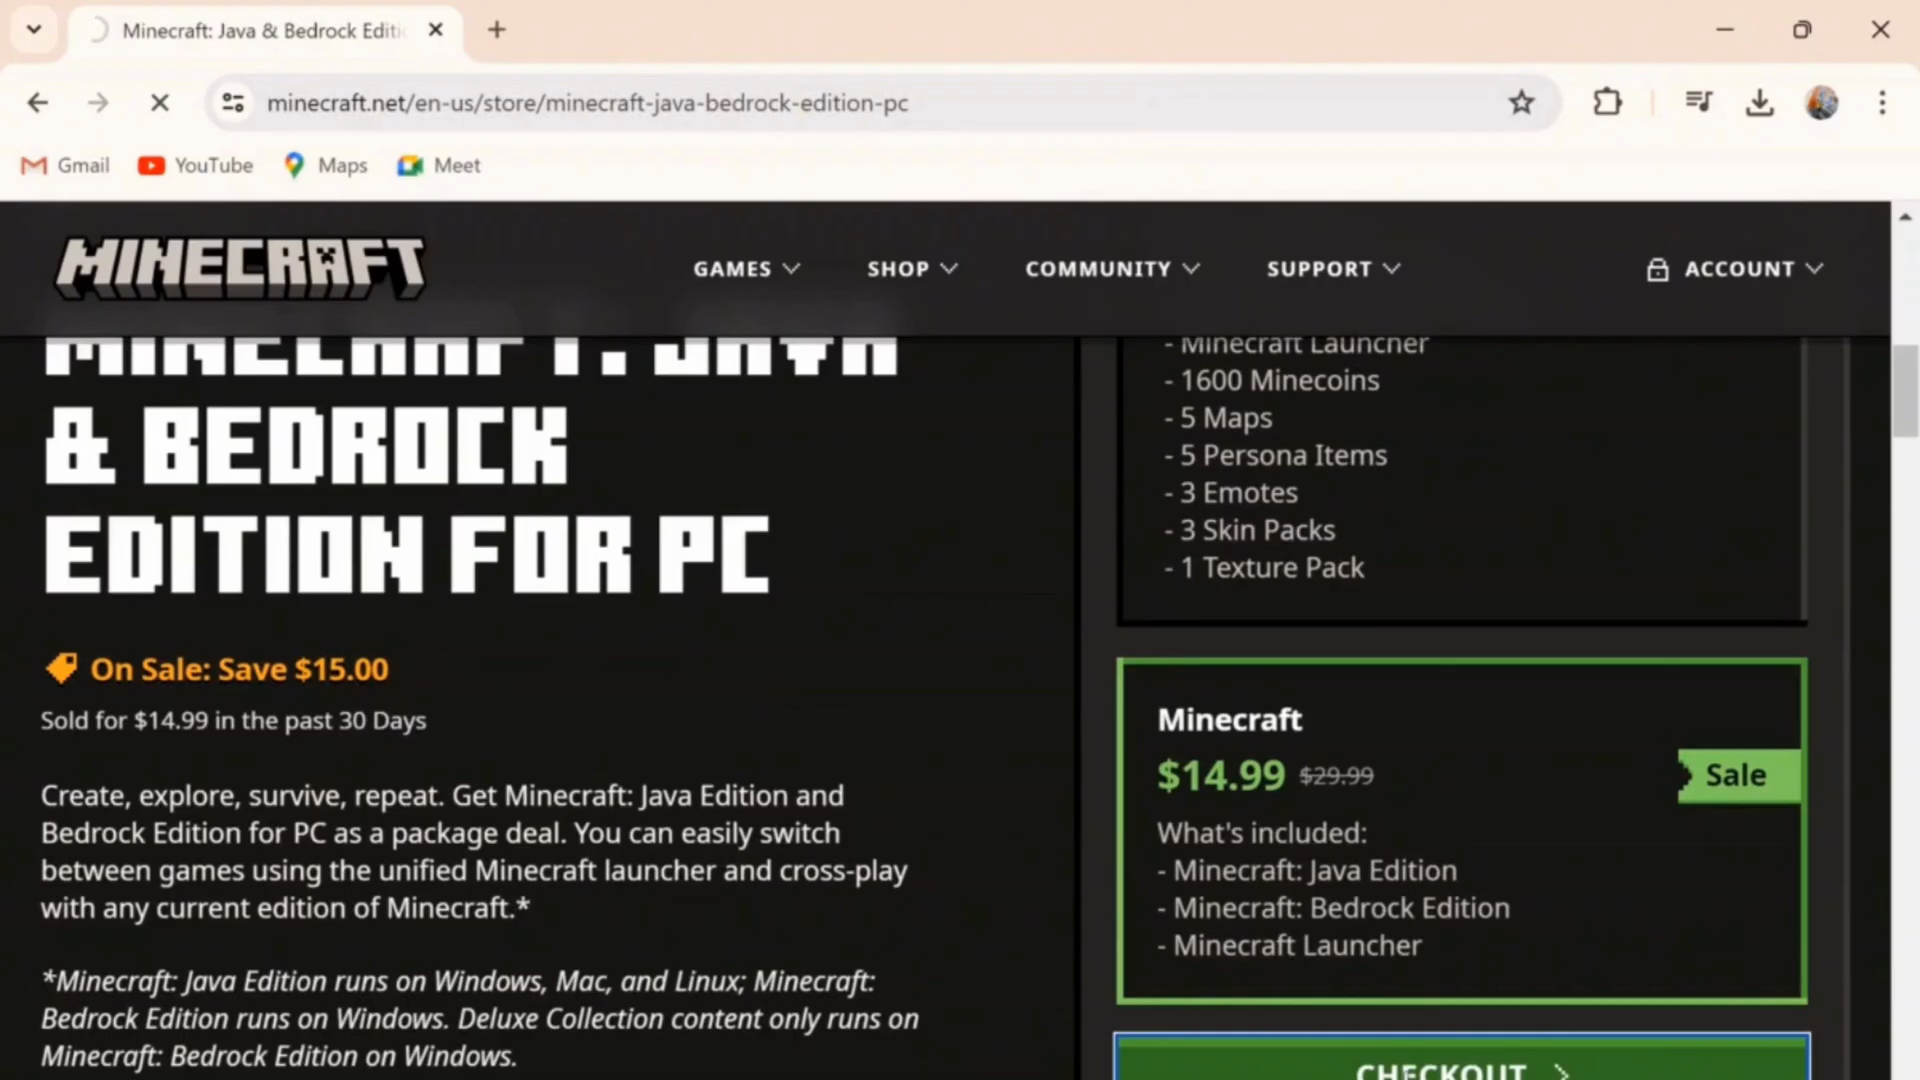 Minecraft: Java & Bedrock Editi
minecraft.net/en-us/store/minecraft-java-bedrock-edition-pc
Gmail YouTube Maps Meet
MINECRAFT GAMES SHOP COMMUNITY SUPPORT ACCOUNT
MINECRAFT: JAVA
& BEDROCK
EDITION FOR PC
On Sale: Save $15.00
Sold for $14.99 in the past 30 Days
Create, explore, survive, repeat. Get Minecraft: Java Edition and
Bedrock Edition for PC as a package deal. You can easily switch
between games using the unified Minecraft launcher and cross-play
with any current edition of Minecraft.*
*Minecraft: Java Edition runs on Windows, Mac, and Linux; Minecraft:
Bedrock Edition runs on Windows. Deluxe Collection content only runs on
Minecraft: Bedrock Edition on Windows.
- Minecraft Launcher
- 1600 Minecoins
- 5 Maps
- 5 Persona Items
- 3 Emotes
- 3 Skin Packs
- 1 Texture Pack
Minecraft
$14.99 $29.99
Sale
What's included:
- Minecraft: Java Edition
- Minecraft: Bedrock Edition
- Minecraft Launcher
CHECKOUT